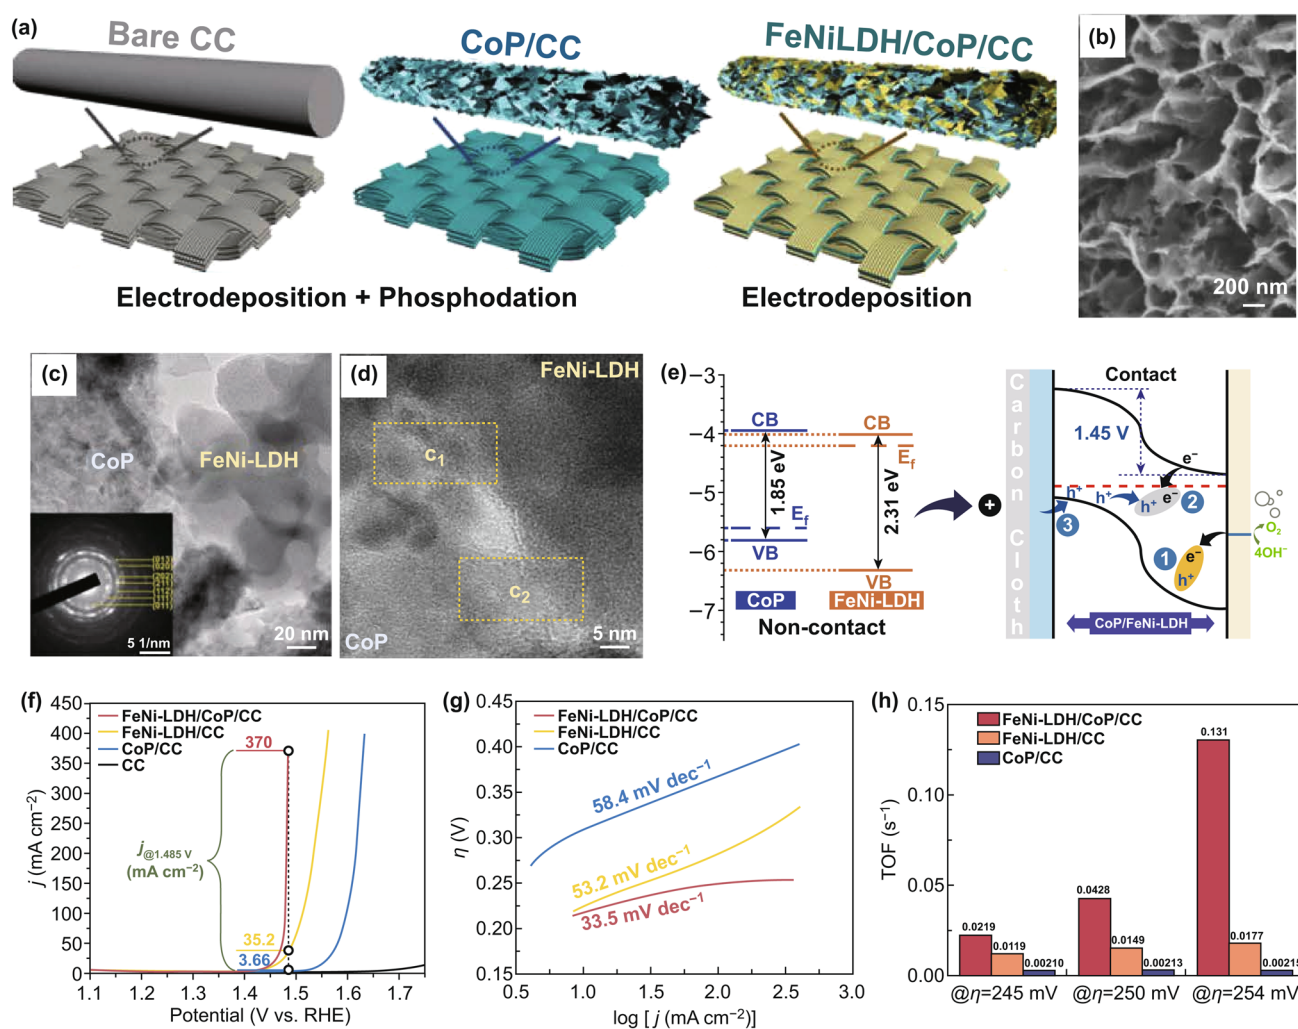 (a)
Bare CC
CoP/CC
FeNiLDH/CoP/CC
Electrodeposition + Phosphodation
Electrodeposition
(b)
200 nm
(c)
CoP
FeNi-LDH
5 1/nm
20 nm
(d)
FeNi-LDH
c1
c2
CoP
5 nm
(e)
−3
−4
−5
−6
−7
CB
1.85 eV
Ef
VB
CoP
CB
Ef
2.31 eV
VB
FeNi-LDH
Non-contact
+
Carbon Cloth
Contact
1.45 V
e−
h+
h+
h+
e−
2
3
1
e−
h+
O2
4OH−
CoP/FeNi-LDH
(f)
450
400
350
300
250
200
150
100
50
0
j (mA cm−2)
FeNi-LDH/CoP/CC
FeNi-LDH/CC
CoP/CC
CC
370
j@1.485 V
(mA cm−2)
35.2
3.66
1.1 1.2 1.3 1.4 1.5 1.6 1.7
Potential (V vs. RHE)
(g)
0.45
0.40
0.35
0.30
0.25
0.20
0.15
η (V)
FeNi-LDH/CoP/CC
FeNi-LDH/CC
CoP/CC
58.4 mV dec−1
53.2 mV dec−1
33.5 mV dec−1
0.5 1.0 1.5 2.0 2.5 3.0
log [ j (mA cm−2)]
(h)
0.15
0.10
0.05
0.00
TOF (s−1)
FeNi-LDH/CoP/CC
FeNi-LDH/CC
CoP/CC
0.0219
0.0119
0.00210
0.0428
0.0149
0.00213
0.131
0.0177
0.00215
@η=245 mV @η=250 mV @η=254 mV